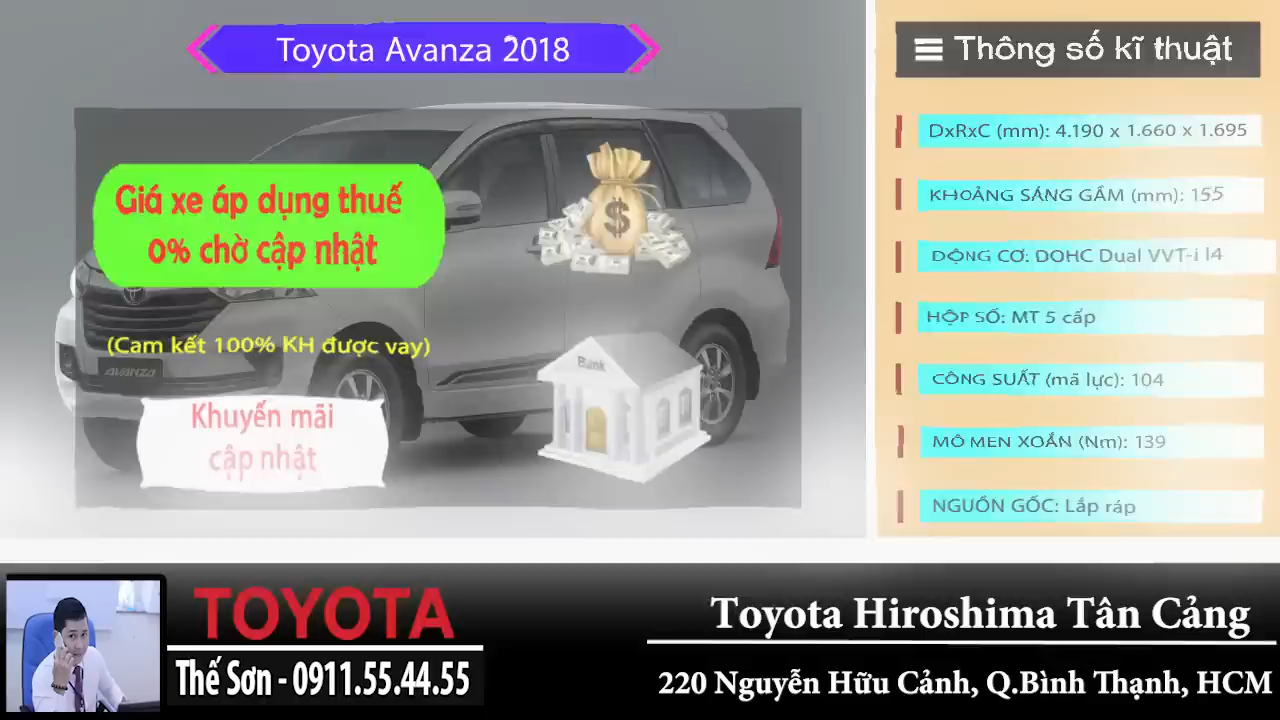 Toyota Avanza 2018
Giá xe áp dụng thuế
0% chờ cập nhật
(Cam kết 100% KH được vay)
AVANZA
Bank
$
Khuyến mãi
cập nhật
Thông số kĩ thuật
DxRxC (mm): 4.190 x 1.660 x 1.695
KHOẢNG SÁNG GẦM (mm): 155
ĐỘNG CƠ: DOHC Dual VVT-i I4
HỘP SỐ: MT 5 cấp
CÔNG SUẤT (mã lực): 104
MÔ MEN XOẮN (Nm): 139
NGUỒN GỐC: Lắp ráp
TOYOTA
Thế Sơn - 0911.55.44.55
Toyota Hiroshima Tân Cảng
220 Nguyễn Hữu Cảnh, Q.Bình Thạnh, HCM